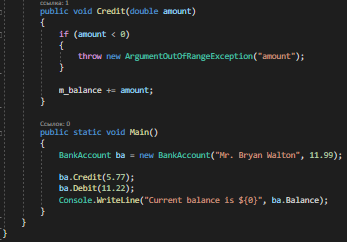 ссылка: 1
public void Credit(double amount)
{
if (amount < 0)
{
throw new ArgumentOutOfRangeException("amount");
}
m_balance += amount;
}
Ссылок: 0
public static void Main()
{
BankAccount ba = new BankAccount("Mr. Bryan Walton", 11.99);
ba.Credit(5.77);
ba.Debit(11.22);
Console.WriteLine("Current balance is ${0}", ba.Balance);
}
}
}